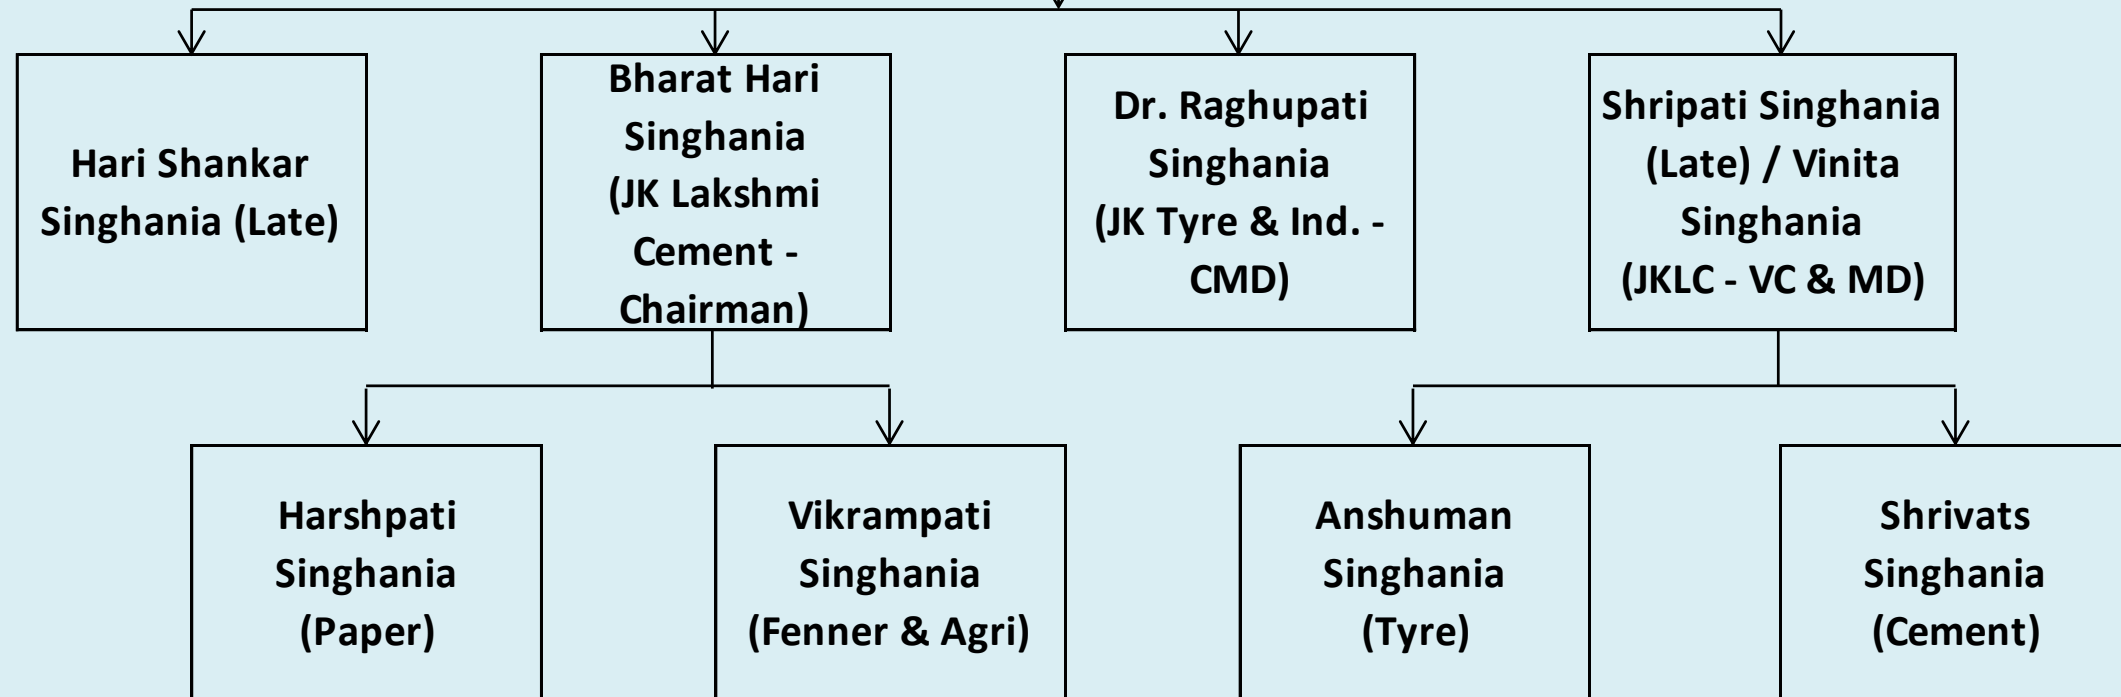 Hari Shankar
Singhania (Late)
Bharat Hari
Singhania
(JK Lakshmi
Cement -
Chairman)
Dr. Raghupati
Singhania
(JK Tyre & Ind. -
CMD)
Shripati Singhania
(Late) / Vinita
Singhania
(JKLC - VC & MD)
Harshpati
Singhania
(Paper)
Vikrampati
Singhania
(Fenner & Agri)
Anshuman
Singhania
(Tyre)
Shrivats
Singhania
(Cement)